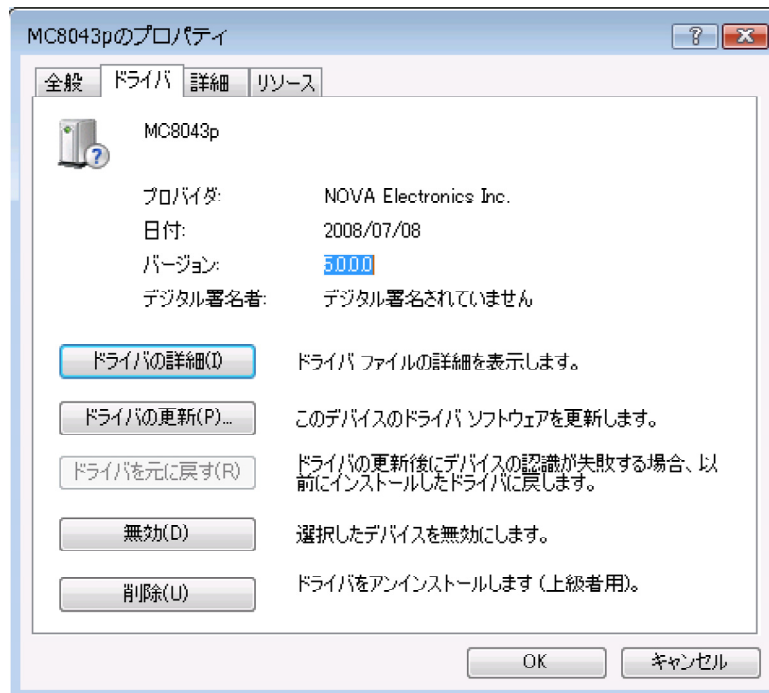 MC8043pのプロパティ
全般 ドライバ 詳細 リソース
MC8043p
プロバイダ: NOVA Electronics Inc.
日付: 2008/07/08
バージョン: 5.0.0.0
デジタル署名者: デジタル署名されていません
ドライバの詳細(I) ドライバ ファイルの詳細を表示します。
ドライバの更新(P)... このデバイスのドライバ ソフトウェアを更新します。
ドライバを元に戻す(R) ドライバの更新後にデバイスの認識が失敗する場合、以
前にインストールしたドライバに戻します。
無効(D) 選択したデバイスを無効にします。
削除(U) ドライバをアンインストールします (上級者用)。
OK キャンセル